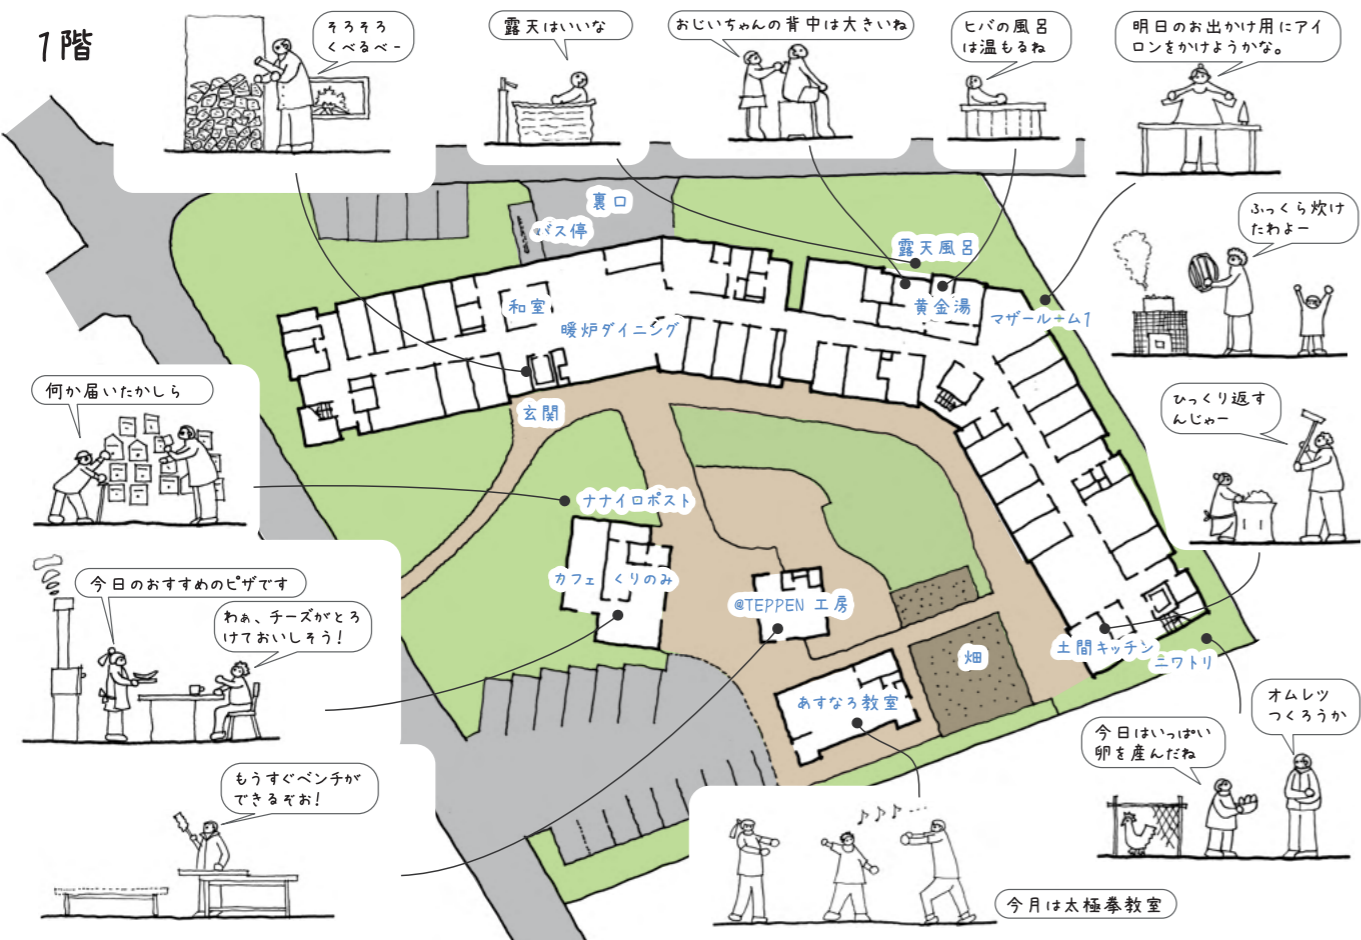 1階
そろそろ
くべるべー
露天はいいな
おじいちゃんの背中は大きいね
ヒバの風呂
は温もるね
明日のお出かけ用にアイ
ロンをかけようかな。
ふっくら炊け
たわよー
裏口
バス停
露天風呂
和室
暖炉ダイニング
黄金湯
マザールーム1
何か届いたかしら
玄関
ひっくり返す
んじゃー
ナナイロポスト
今日のおすすめのピザです
わぁ、チーズがとろ
けておいしそう!
カフェ くりのみ
@TEPPEN 工房
畑
土間キッチン
ニワトリ
あすなろ教室
オムレツ
つくろうか
今日はいっぱい
卵を産んだね
もうすぐベンチが
できるぞお!
今月は太極拳教室